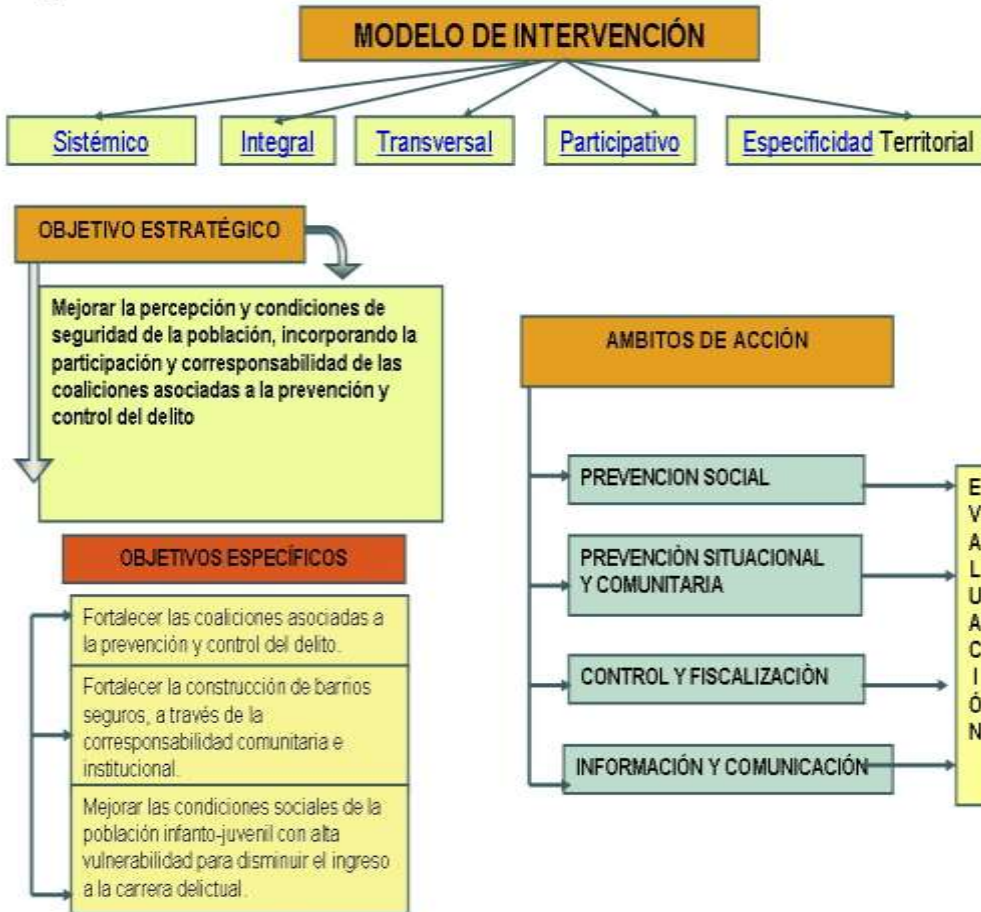 MODELO DE INTERVENCIÓN
Sistémico
Integral
Transversal
Participativo
Especificidad Territorial
OBJETIVO ESTRATÉGICO
Mejorar la percepción y condiciones de
seguridad de la población, incorporando la
participación y corresponsabilidad de las
coaliciones asociadas a la prevención y
control del delito
OBJETIVOS ESPECÍFICOS
Fortalecer las coaliciones asociadas a
la prevención y control del delito.
Fortalecer la construcción de barrios
seguros, a través de la
corresponsabilidad comunitaria e
institucional.
Mejorar las condiciones sociales de la
población infanto-juvenil con alta
vulnerabilidad para disminuir el ingreso
a la carrera delictual.
AMBITOS DE ACCIÓN
PREVENCION SOCIAL
PREVENCIÒN SITUACIONAL
Y COMUNITARIA
CONTROL Y FISCALIZACIÒN
INFORMACIÓN Y COMUNICACIÓN
E
V
A
L
U
A
C
I
Ó
N